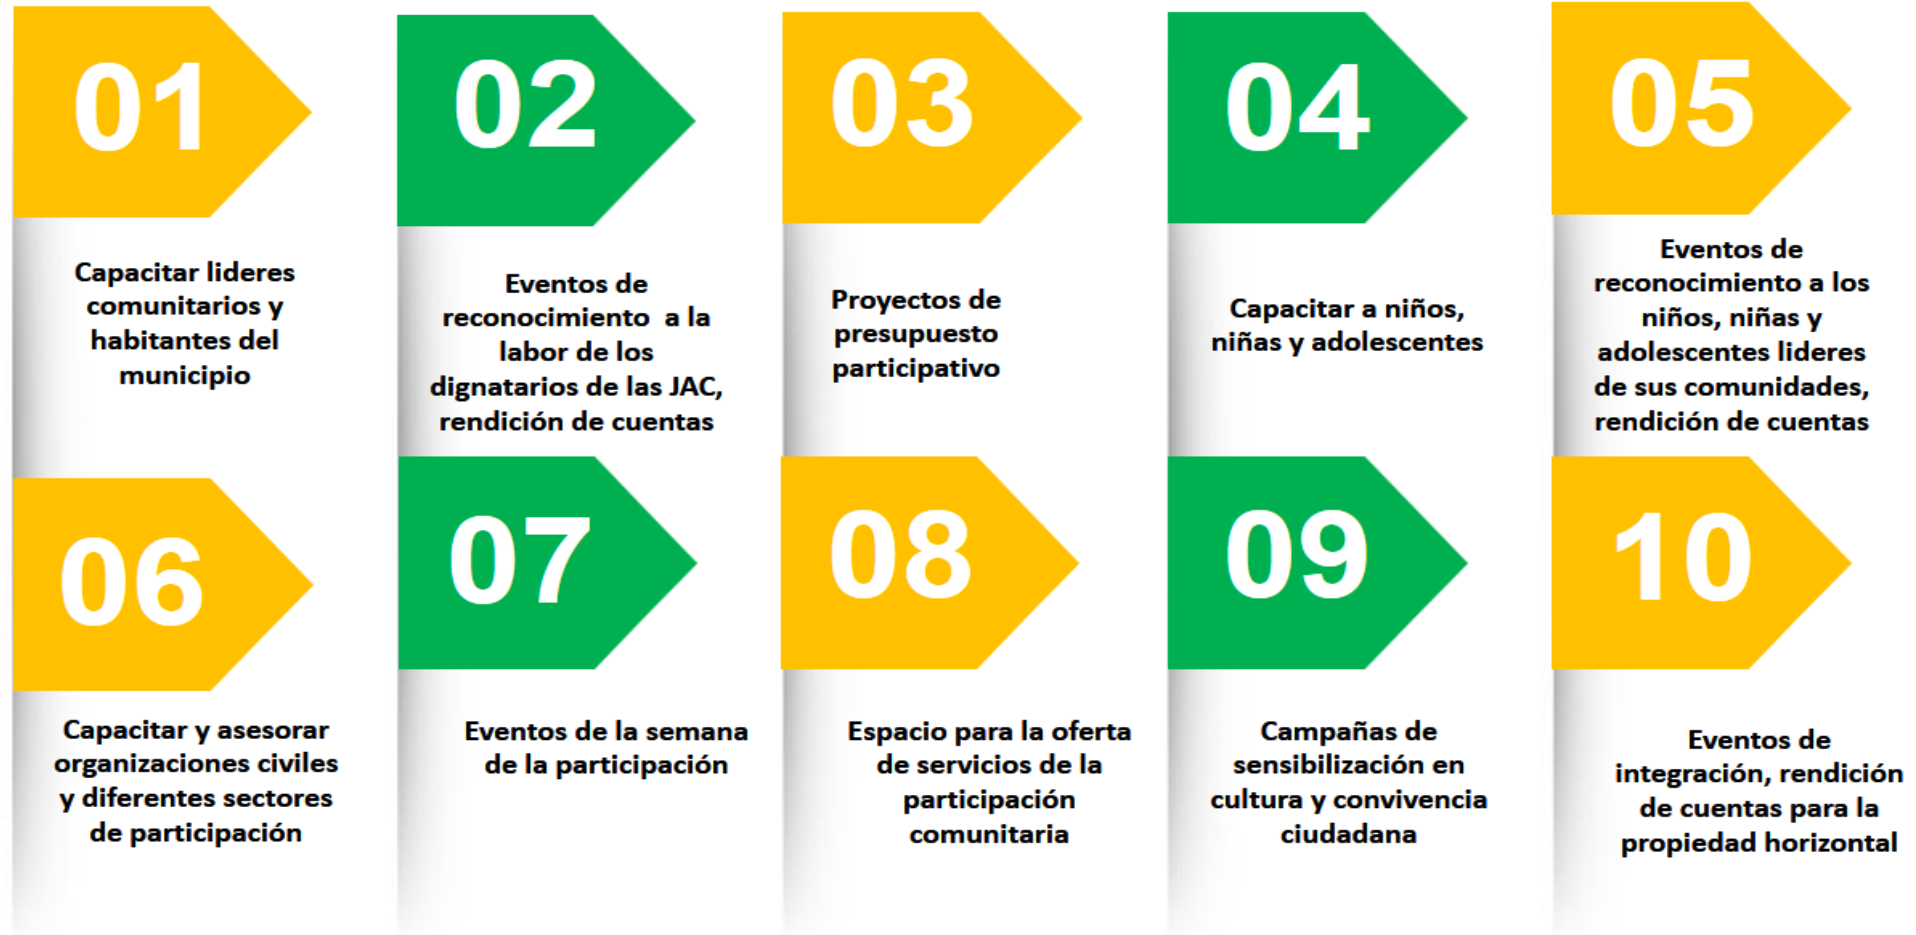 01
Capacitar lideres
comunitarios y
habitantes del
municipio
02
Eventos de
reconocimiento a la
labor de los
dignatarios de las JAC,
rendición de cuentas
03
Proyectos de
presupuesto
participativo
04
Capacitar a niños,
niñas y adolescentes
05
Eventos de
reconocimiento a los
niños, niñas y
adolescentes lideres
de sus comunidades,
rendición de cuentas
06
Capacitar y asesorar
organizaciones civiles
y diferentes sectores
de participación
07
Eventos de la semana
de la participación
08
Espacio para la oferta
de servicios de la
participación
comunitaria
09
Campañas de
sensibilización en
cultura y convivencia
ciudadana
10
Eventos de
integración, rendición
de cuentas para la
propiedad horizontal